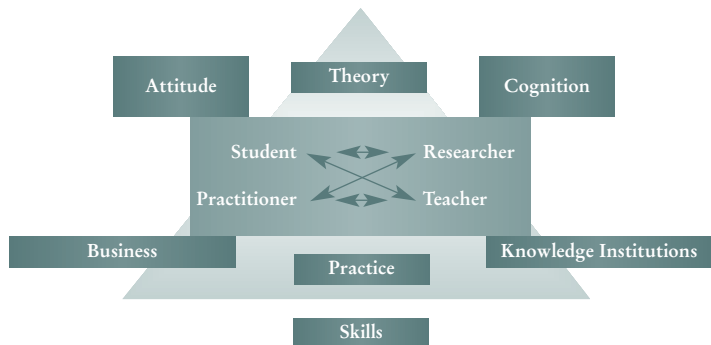 Theory
Attitude
Cognition
Student
Researcher
Practitioner
Teacher
Business
Knowledge Institutions
Practice
Skills